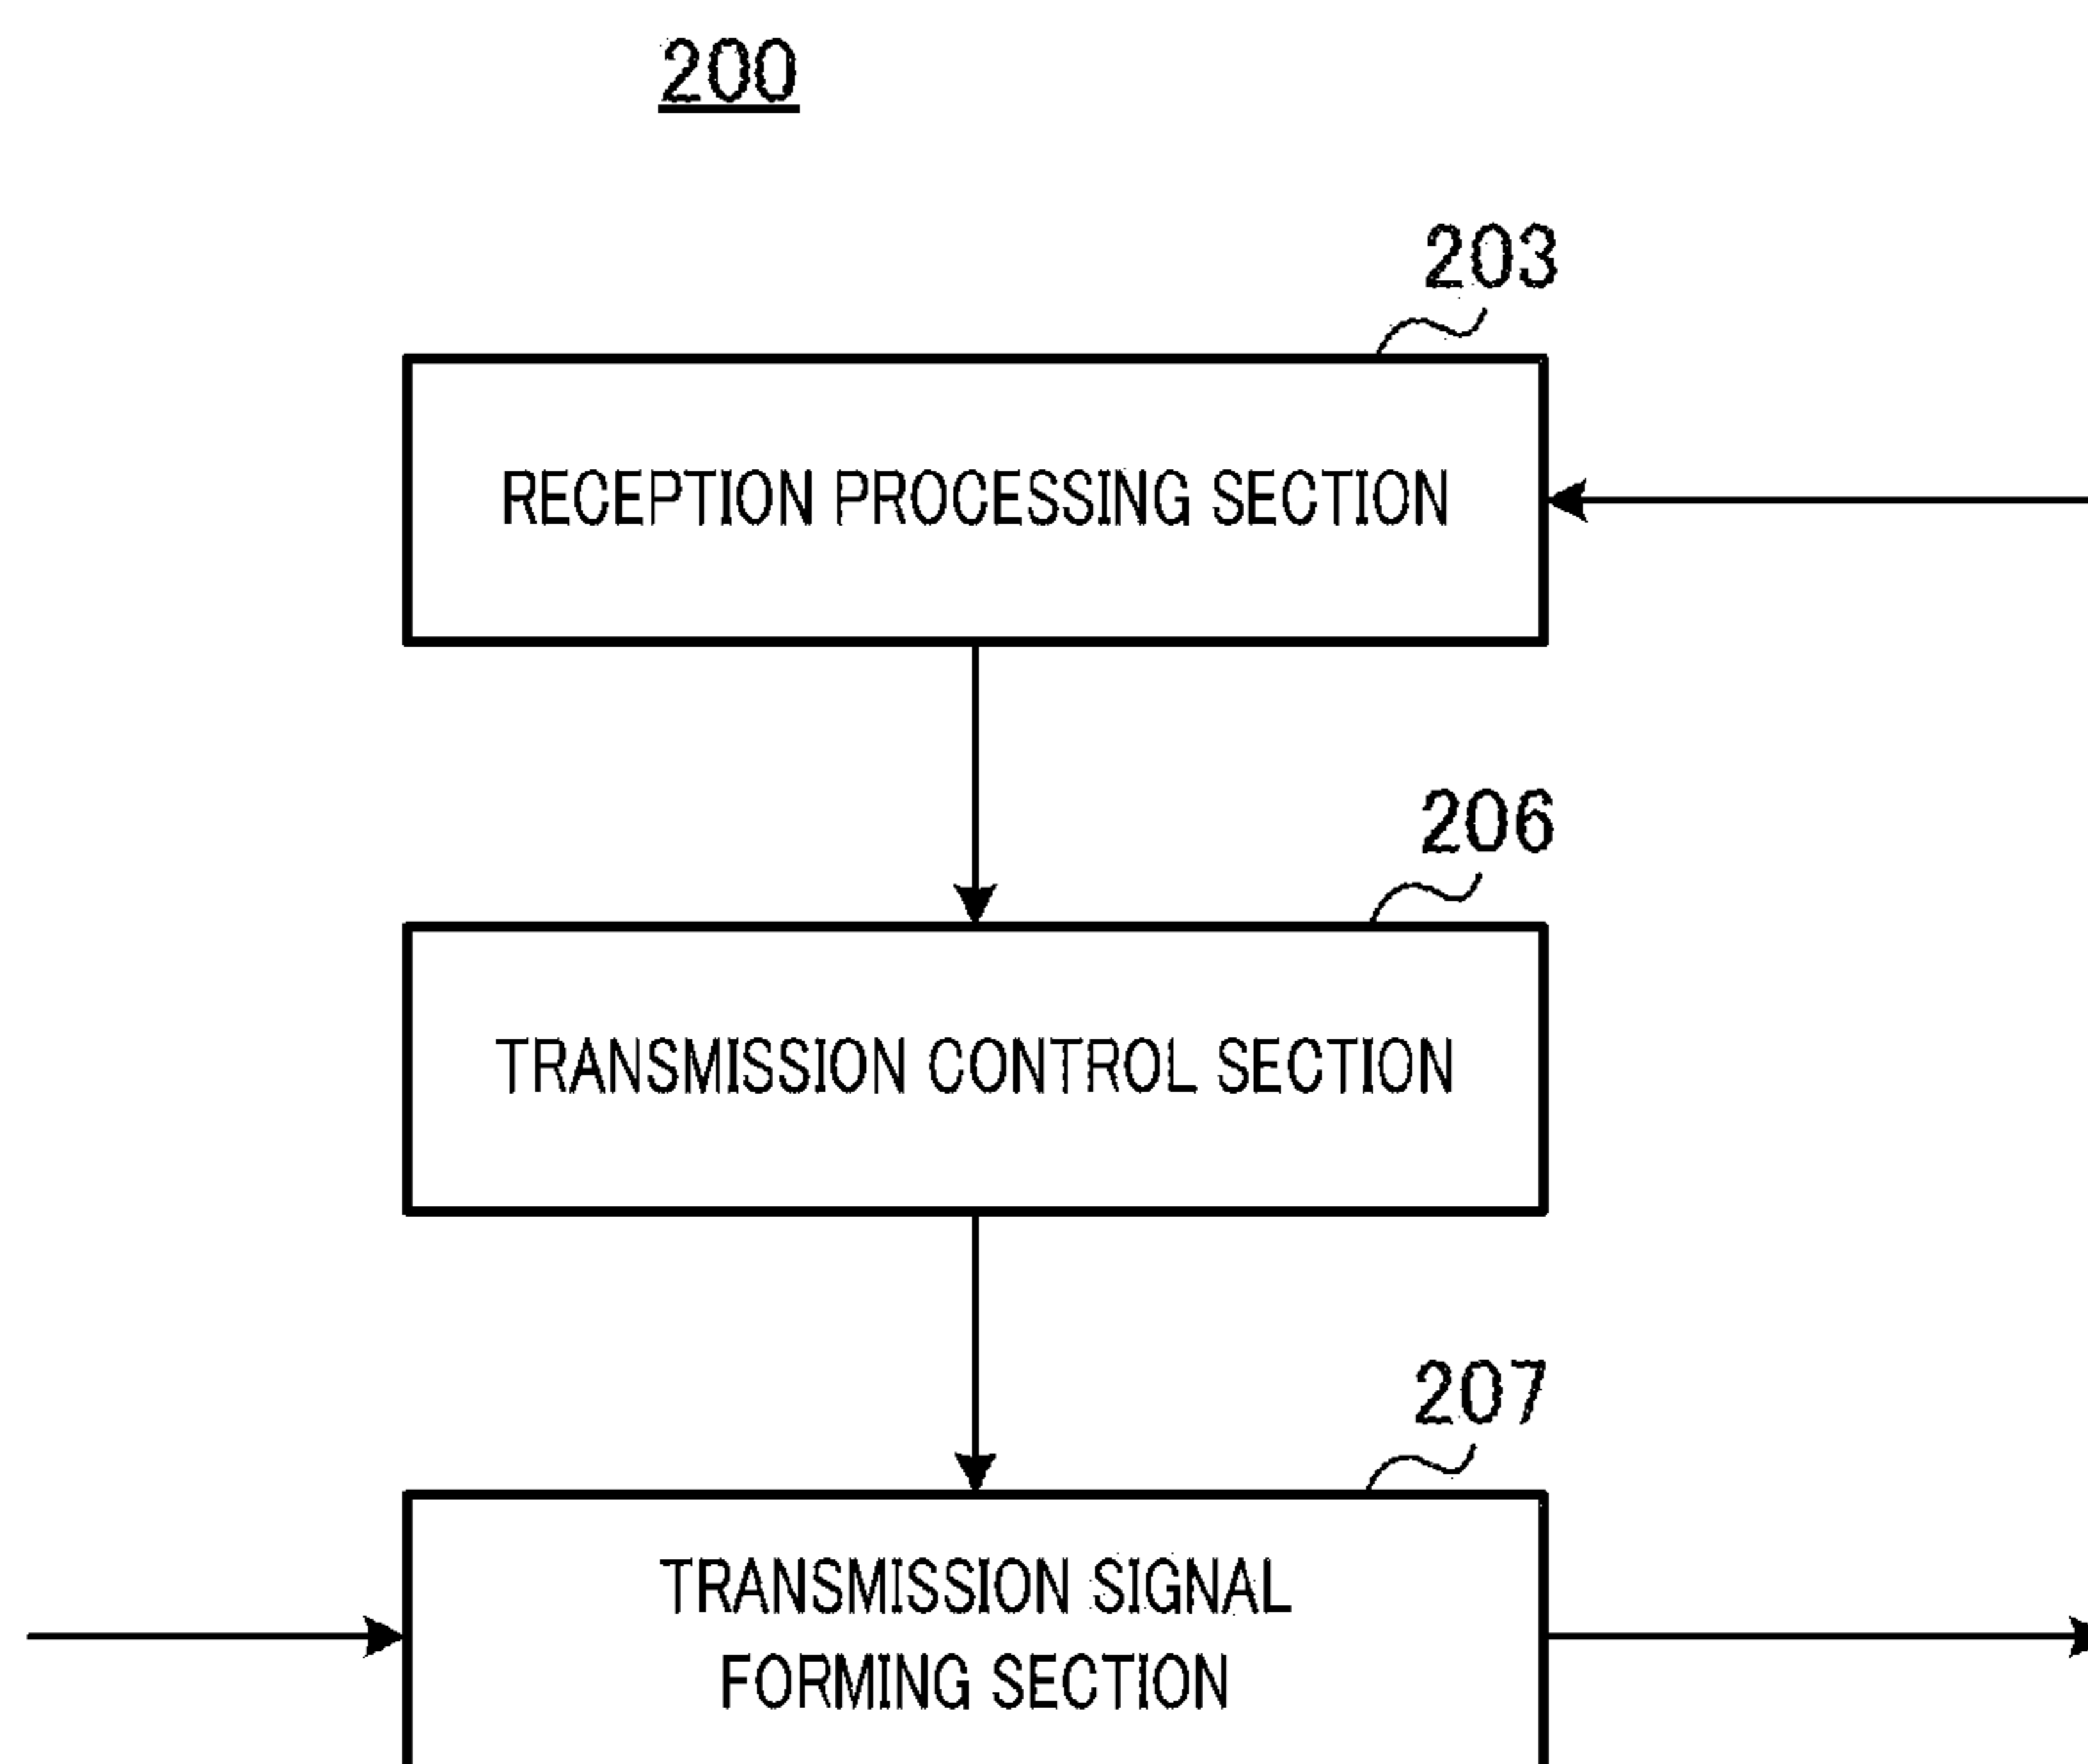 200
203
RECEPTION PROCESSING SECTION
206
TRANSMISSION CONTROL SECTION
207
TRANSMISSION SIGNAL
FORMING SECTION